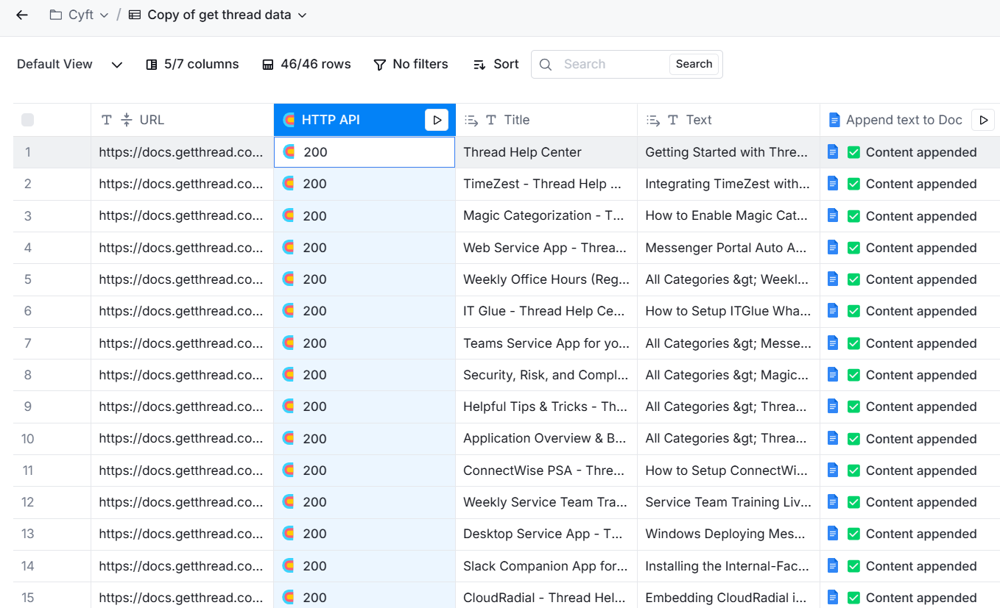 Cyft / Copy of get thread data
Default View 5/7 columns 46/46 rows No filters Sort Search Search
URL HTTP API Title Text Append text to Doc
1 https://docs.getthread.co... 200 Thread Help Center Getting Started with Thre... Content appended
2 https://docs.getthread.co... 200 TimeZest - Thread Help ... Integrating TimeZest with... Content appended
3 https://docs.getthread.co... 200 Magic Categorization - T... How to Enable Magic Cat... Content appended
4 https://docs.getthread.co... 200 Web Service App - Threa... Messenger Portal Auto A... Content appended
5 https://docs.getthread.co... 200 Weekly Office Hours (Reg... All Categories &gt; Weekl... Content appended
6 https://docs.getthread.co... 200 IT Glue - Thread Help Ce... How to Setup ITGlue Wha... Content appended
7 https://docs.getthread.co... 200 Teams Service App for yo... All Categories &gt; Messe... Content appended
8 https://docs.getthread.co... 200 Security, Risk, and Compl... All Categories &gt; Magic... Content appended
9 https://docs.getthread.co... 200 Helpful Tips & Tricks - Th... All Categories &gt; Threa... Content appended
10 https://docs.getthread.co... 200 Application Overview & B... All Categories &gt; Threa... Content appended
11 https://docs.getthread.co... 200 ConnectWise PSA - Thre... How to Setup ConnectWi... Content appended
12 https://docs.getthread.co... 200 Weekly Service Team Tra... Service Team Training Liv... Content appended
13 https://docs.getthread.co... 200 Desktop Service App - T... Windows Deploying Mes... Content appended
14 https://docs.getthread.co... 200 Slack Companion App for... Installing the Internal-Fac... Content appended
15 https://docs.getthread.co... 200 CloudRadial - Thread Hel... Embedding CloudRadial i... Content appended